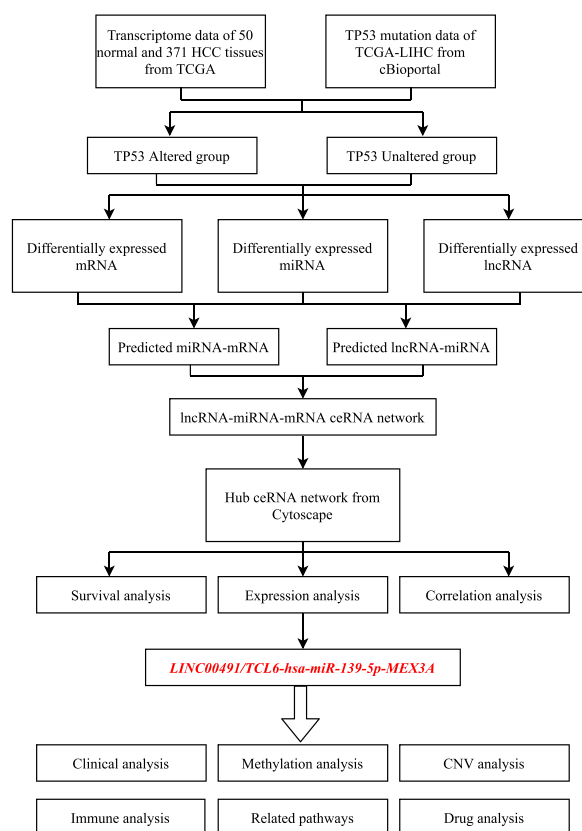 Transcriptome data of 50
normal and 371 HCC tissues
from TCGA
TP53 mutation data of
TCGA-LIHC from
cBioportal
TP53 Altered group
TP53 Unaltered group
Differentially expressed
mRNA
Differentially expressed
miRNA
Differentially expressed
lncRNA
Predicted miRNA-mRNA
Predicted lncRNA-miRNA
lncRNA-miRNA-mRNA ceRNA network
Hub ceRNA network from
Cytoscape
Survival analysis
Expression analysis
Correlation analysis
LINC00491/TCL6-hsa-miR-139-5p-MEX3A
Clinical analysis
Methylation analysis
CNV analysis
Immune analysis
Related pathways
Drug analysis